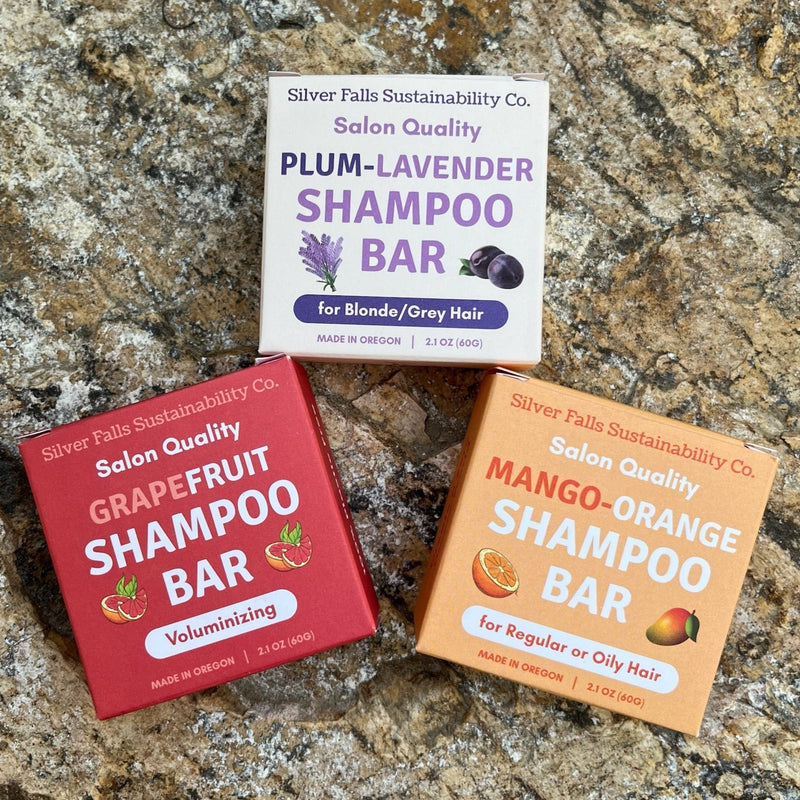 Silver Falls Sustainability Co.
Salon Quality
PLUM-LAVENDER
SHAMPOO
BAR
for Blonde/Grey Hair
MADE IN OREGON | 2.1 OZ (60G)
Silver Falls Sustainability Co.
Salon Quality
GRAPEFRUIT
SHAMPOO
BAR
Voluminizing
MADE IN OREGON | 2.1 OZ (60G)
Silver Falls Sustainability Co.
Salon Quality
MANGO-ORANGE
SHAMPOO
BAR
for Regular or Oily Hair
MADE IN OREGON | 2.1 OZ (60G)